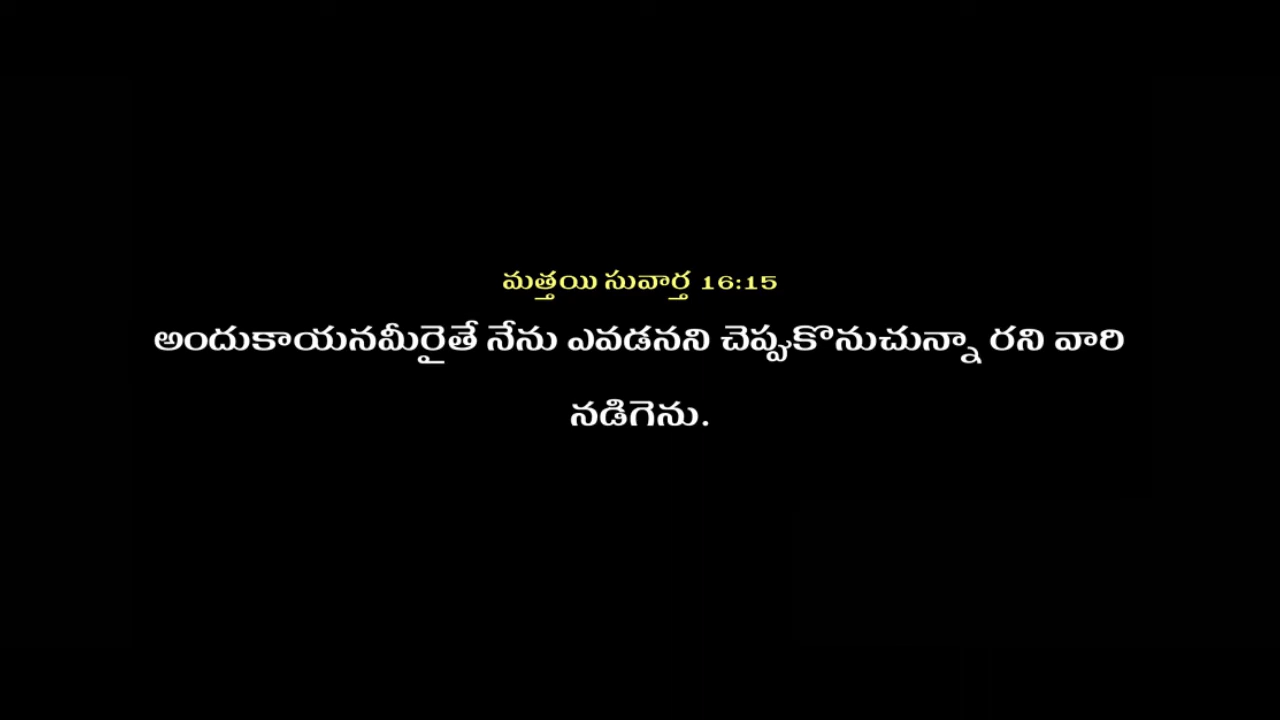 మత్తయి సువార్త 16:15
అందుకాయనమీరైతే నేను ఎవడనని చెప్పుకొనుచున్నా రని వారి
నడిగెను.